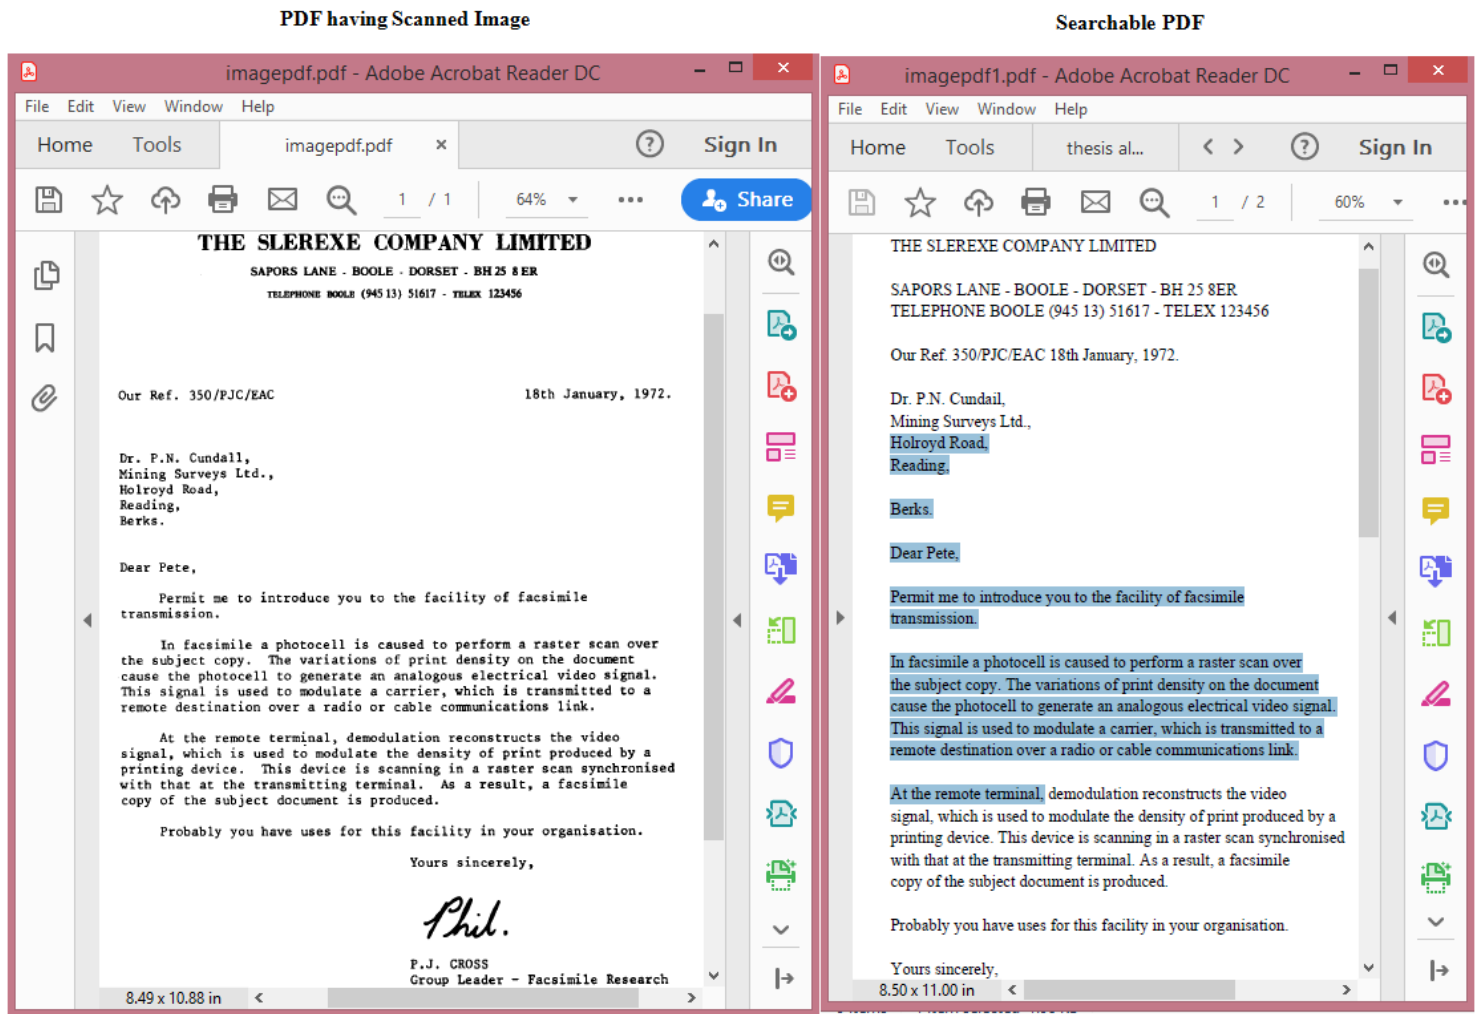 PDF having Scanned Image
imagepdf.pdf - Adobe Acrobat Reader DC
File Edit View Window Help
Home Tools imagepdf.pdf × ? Sign In
1 / 1 64% Share
THE SLEREXE COMPANY LIMITED
SAPORS LANE - BOOLE - DORSET - BH 25 8 ER
TELEPHONE BOOLE (945 13) 51617 - TELEX 123456
Our Ref. 350/PJC/EAC 18th January, 1972.
Dr. P.N. Cundall,
Mining Surveys Ltd.,
Holroyd Road,
Reading,
Berks.
Dear Pete,
Permit me to introduce you to the facility of facsimile
transmission.
In facsimile a photocell is caused to perform a raster scan over
the subject copy. The variations of print density on the document
cause the photocell to generate an analogous electrical video signal.
This signal is used to modulate a carrier, which is transmitted to a
remote destination over a radio or cable communications link.
At the remote terminal, demodulation reconstructs the video
signal, which is used to modulate the density of print produced by a
printing device. This device is scanning in a raster scan synchronised
with that at the transmitting terminal. As a result, a facsimile
copy of the subject document is produced.
Probably you have uses for this facility in your organisation.
Yours sincerely,
Phil.
P.J. CROSS
Group Leader - Facsimile Research
8.49 x 10.88 in
Searchable PDF
imagepdf1.pdf - Adobe Acrobat Reader DC
File Edit View Window Help
Home Tools thesis al... ? Sign In
1 / 2 60%
THE SLEREXE COMPANY LIMITED
SAPORS LANE - BOOLE - DORSET - BH 25 8ER
TELEPHONE BOOLE (945 13) 51617 - TELEX 123456
Our Ref. 350/PJC/EAC 18th January, 1972.
Dr. P.N. Cundail,
Mining Surveys Ltd.,
Holroyd Road,
Reading,
Berks.
Dear Pete,
Permit me to introduce you to the facility of facsimile
transmission.
In facsimile a photocell is caused to perform a raster scan over
the subject copy. The variations of print density on the document
cause the photocell to generate an analogous electrical video signal.
This signal is used to modulate a carrier, which is transmitted to a
remote destination over a radio or cable communications link.
At the remote terminal, demodulation reconstructs the video
signal, which is used to modulate the density of print produced by a
printing device. This device is scanning in a raster scan synchronised
with that at the transmitting terminal. As a result, a facsimile
copy of the subject document is produced.
Probably you have uses for this facility in your organisation.
Yours sincerely,
8.50 x 11.00 in